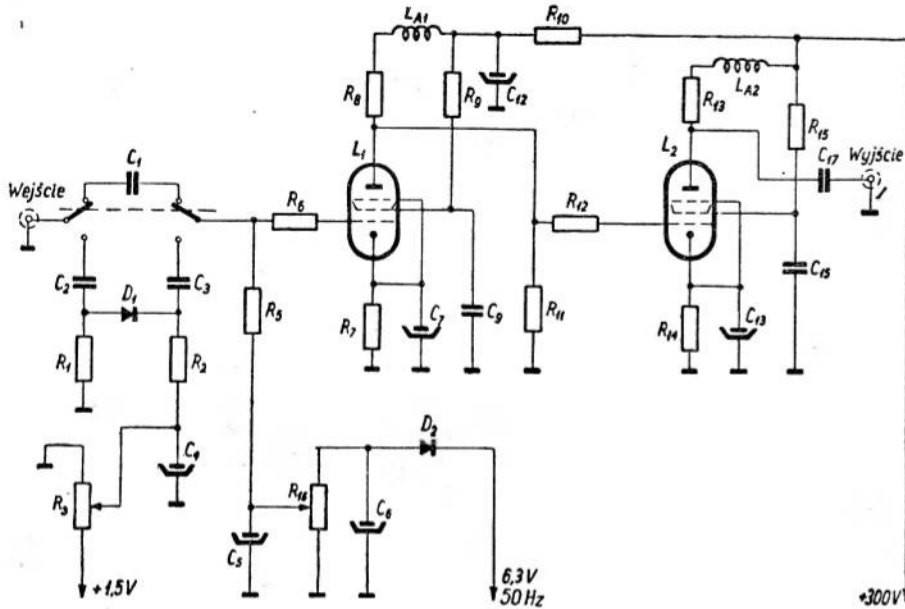 L_A1
R10
R8
R9
C12
R13
L_A2
R15
C17
Wyjście
C1
L1
L2
Wejście
R6
R12
C2
C3
D1
R5
R7
C7
C9
R11
R14
C13
C15
R1
R2
R3
C4
D2
R16
C5
C6
+1,5V
6,3V
50 Hz
+300V